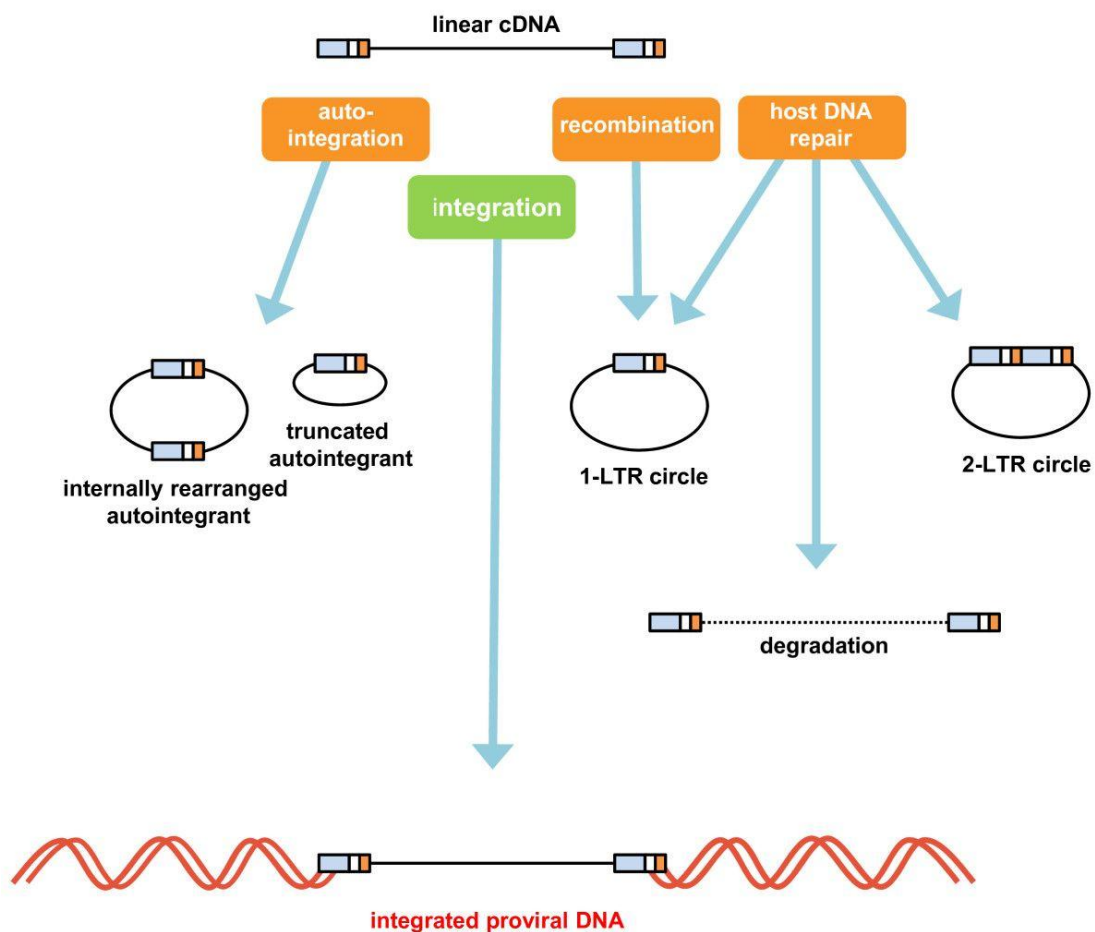 linear cDNA
auto-
integration
recombination
host DNA
repair
integration
truncated
autointegrant
internally rearranged
autointegrant
1-LTR circle
2-LTR circle
degradation
integrated proviral DNA